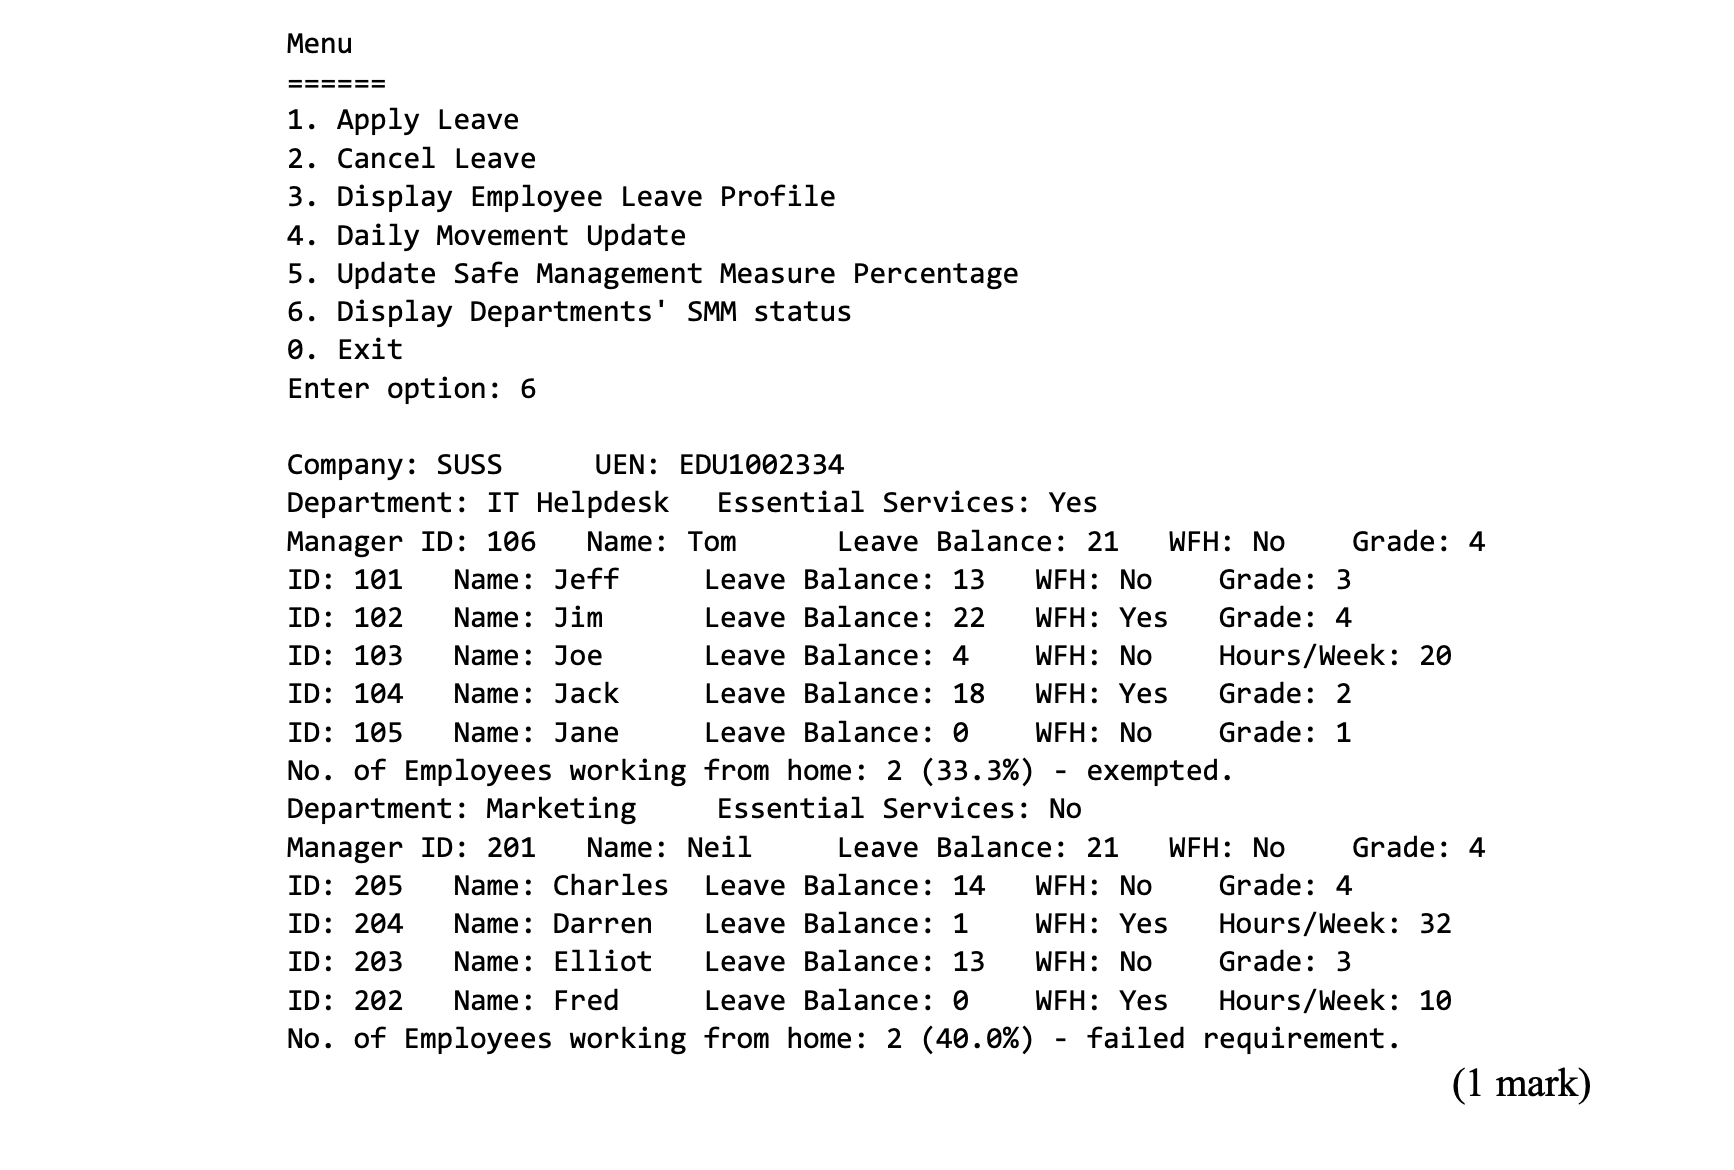 Menu
======
1. Apply Leave
2. Cancel Leave
3. Display Employee Leave Profile
4. Daily Movement Update
5. Update Safe Management Measure Percentage
6. Display Departments' SMM status
0. Exit
Enter option: 6

Company: SUSS     UEN: EDU1002334
Department: IT Helpdesk   Essential Services: Yes
Manager ID: 106   Name: Tom      Leave Balance: 21   WFH: No    Grade: 4
ID: 101   Name: Jeff     Leave Balance: 13   WFH: No    Grade: 3
ID: 102   Name: Jim      Leave Balance: 22   WFH: Yes   Grade: 4
ID: 103   Name: Joe      Leave Balance: 4    WFH: No    Hours/Week: 20
ID: 104   Name: Jack     Leave Balance: 18   WFH: Yes   Grade: 2
ID: 105   Name: Jane     Leave Balance: 0    WFH: No    Grade: 1
No. of Employees working from home: 2 (33.3%) - exempted.
Department: Marketing     Essential Services: No
Manager ID: 201   Name: Neil     Leave Balance: 21   WFH: No    Grade: 4
ID: 205   Name: Charles  Leave Balance: 14   WFH: No    Grade: 4
ID: 204   Name: Darren   Leave Balance: 1    WFH: Yes   Hours/Week: 32
ID: 203   Name: Elliot   Leave Balance: 13   WFH: No    Grade: 3
ID: 202   Name: Fred     Leave Balance: 0    WFH: Yes   Hours/Week: 10
No. of Employees working from home: 2 (40.0%) - failed requirement.
(1 mark)